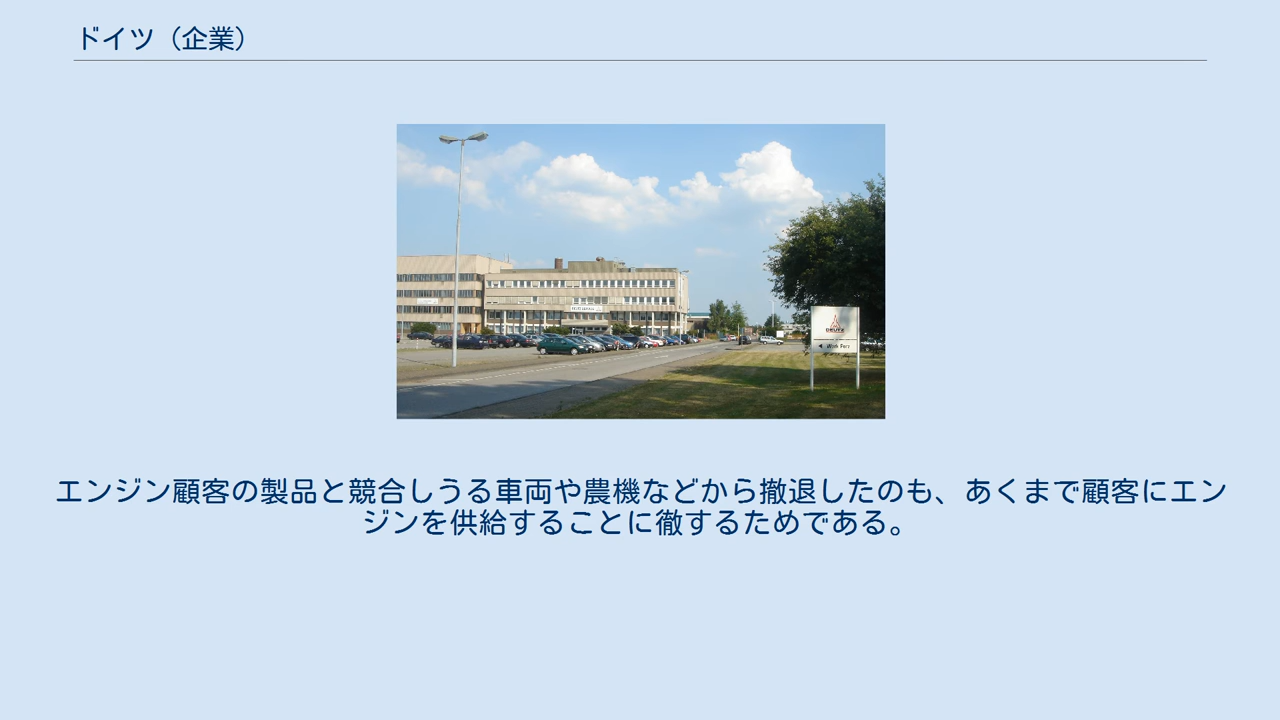 ドイツ（企業）
DEUTZ
エンジン顧客の製品と競合しうる車両や農機などから撤退したのも、あくまで顧客にエン
ジンを供給することに徹するためである。